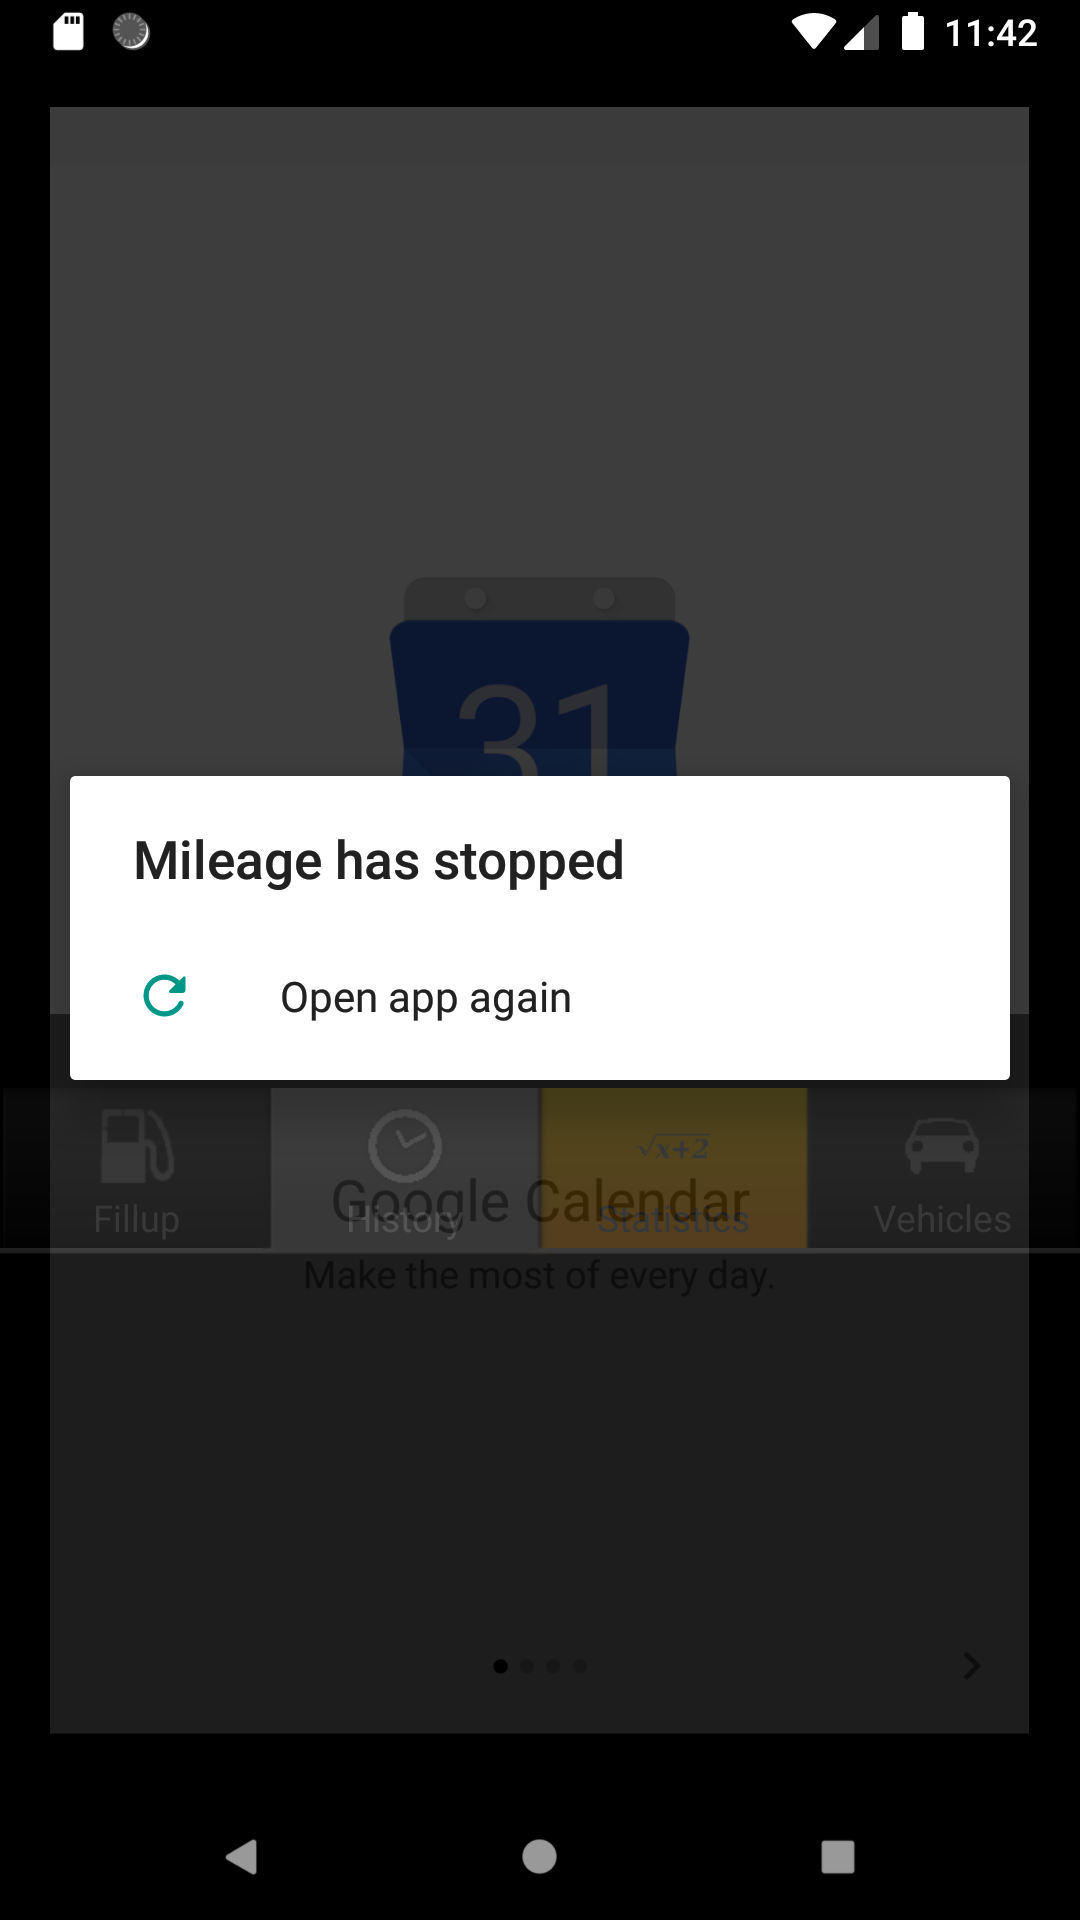 11:42
31
Mileage has stopped
Open app again
Fillup
History
√x+2
Statistics
Vehicles
Google Calendar
Make the most of every day.